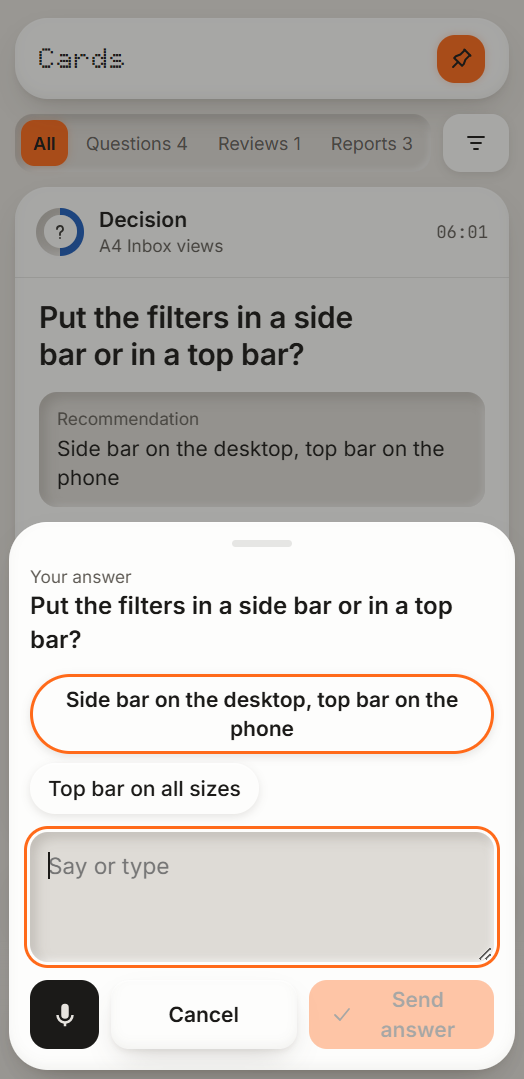 Cards
All Questions 4 Reviews 1 Reports 3
? Decision 06:01
A4 Inbox views
Put the filters in a side
bar or in a top bar?
Recommendation
Side bar on the desktop, top bar on the
phone
Your answer
Put the filters in a side bar or in a top
bar?
Side bar on the desktop, top bar on the
phone
Top bar on all sizes
Say or type
Cancel
Send
answer